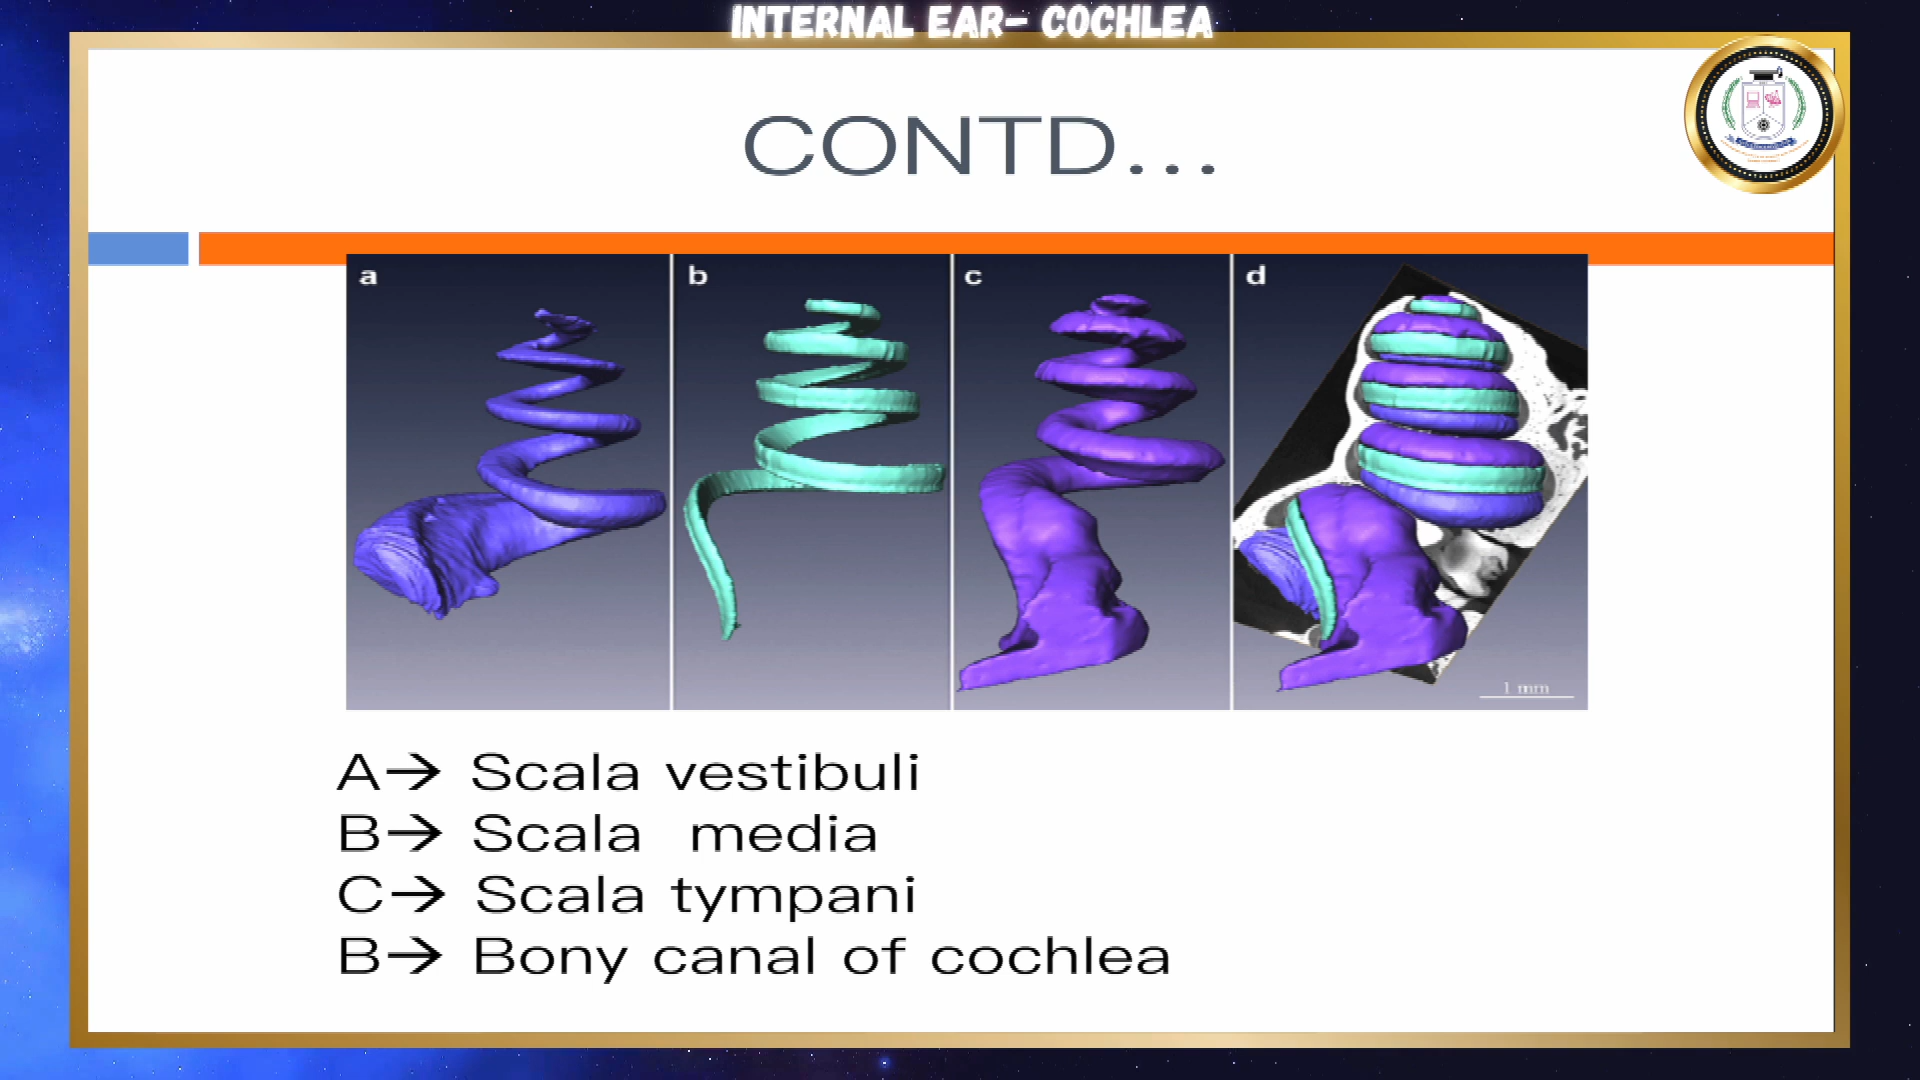 INTERNAL EAR- COCHLEA
CONTD...
a b c d
1 mm
A→ Scala vestibuli
B→ Scala media
C→ Scala tympani
B→ Bony canal of cochlea